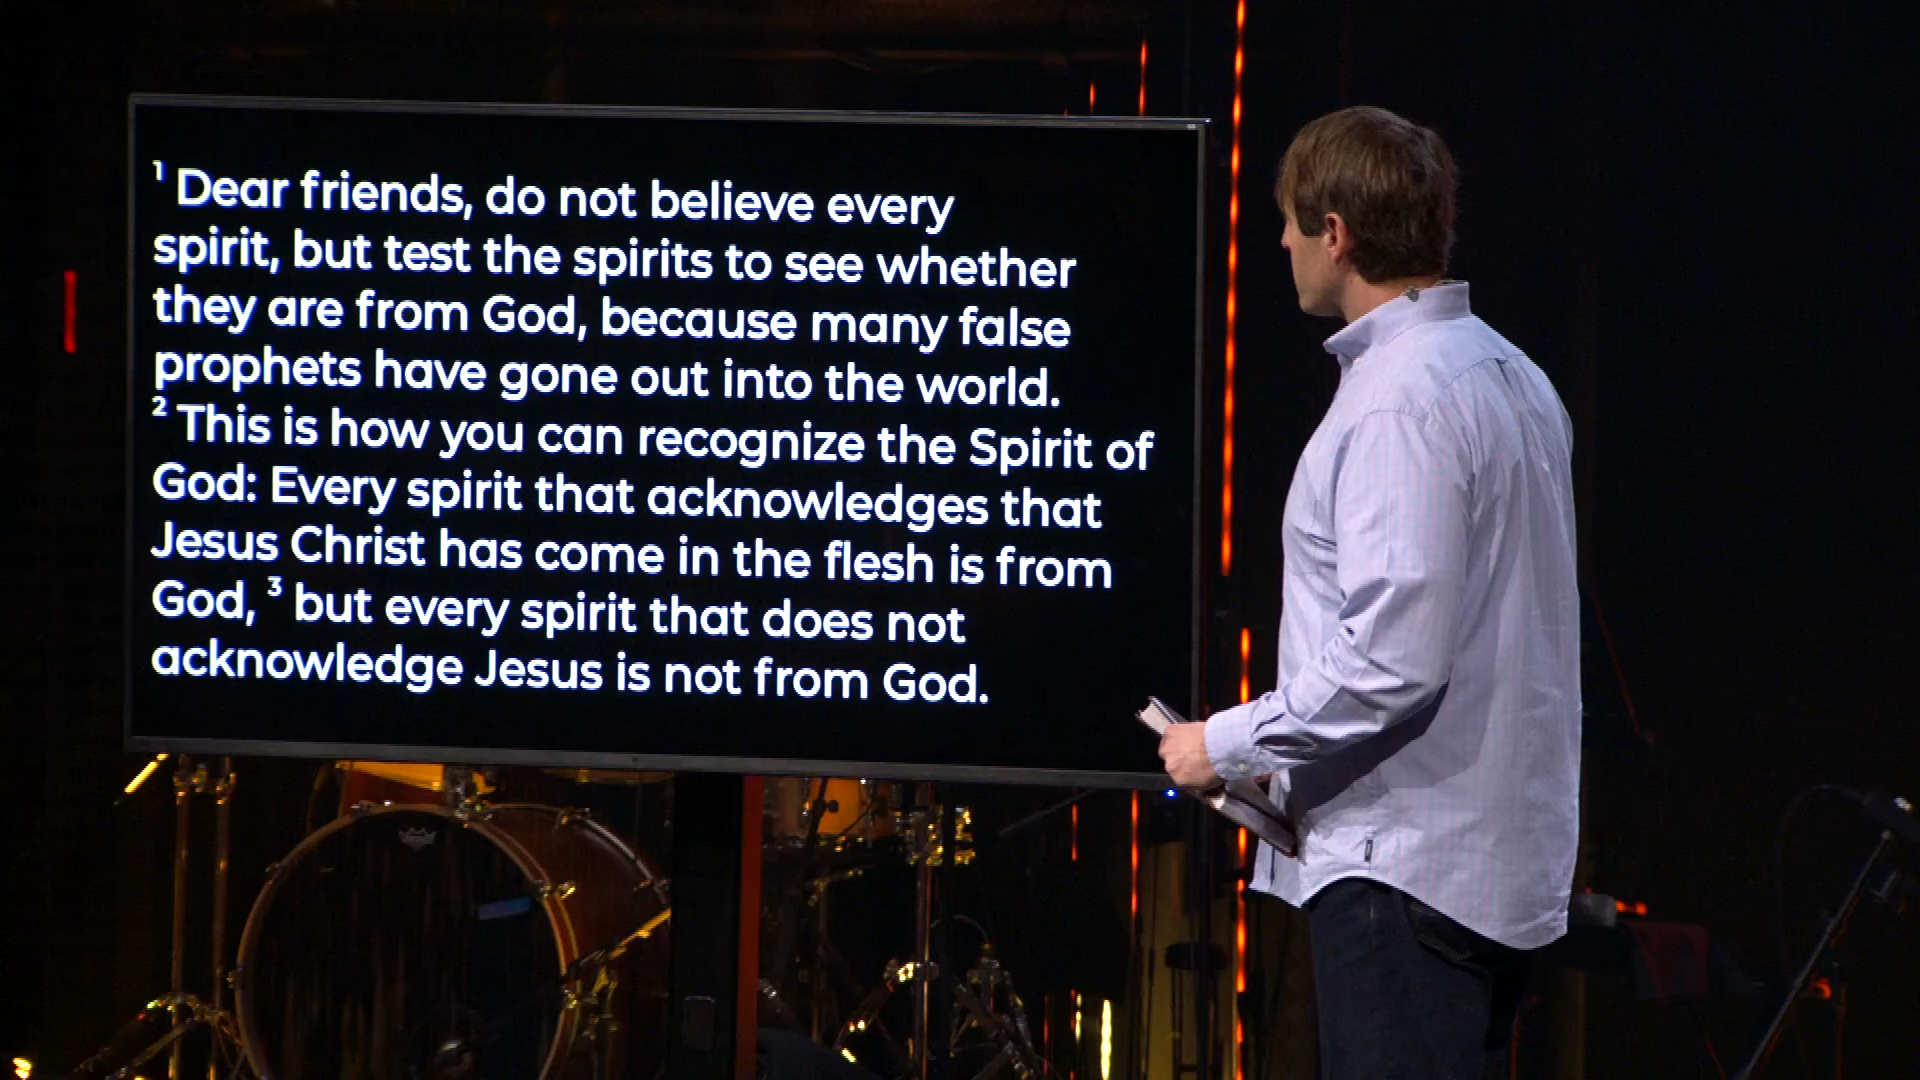 ¹ Dear friends, do not believe every
spirit, but test the spirits to see whether
they are from God, because many false
prophets have gone out into the world.
² This is how you can recognize the Spirit of
God: Every spirit that acknowledges that
Jesus Christ has come in the flesh is from
God, ³ but every spirit that does not
acknowledge Jesus is not from God.